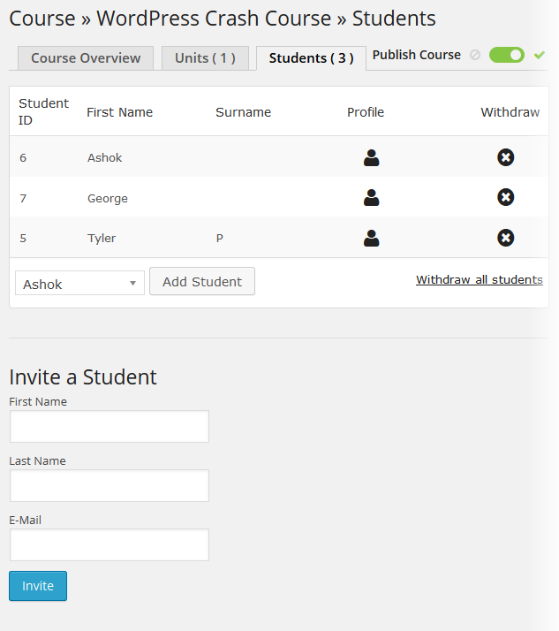 Course » WordPress Crash Course » Students
Course Overview Units ( 1 ) Students ( 3 ) Publish Course
Student ID First Name Surname Profile Withdraw
6 Ashok
7 George
5 Tyler P
Ashok Add Student Withdraw all students
Invite a Student
First Name
Last Name
E-Mail
Invite